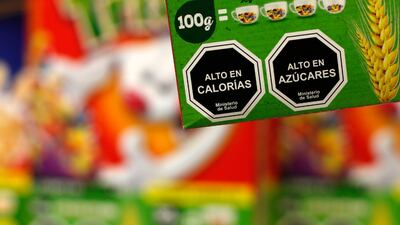 100g =
ALTO EN
CALORÍAS
Ministerio
de Salud
ALTO EN
AZÚCARES
Ministerio
de Salud